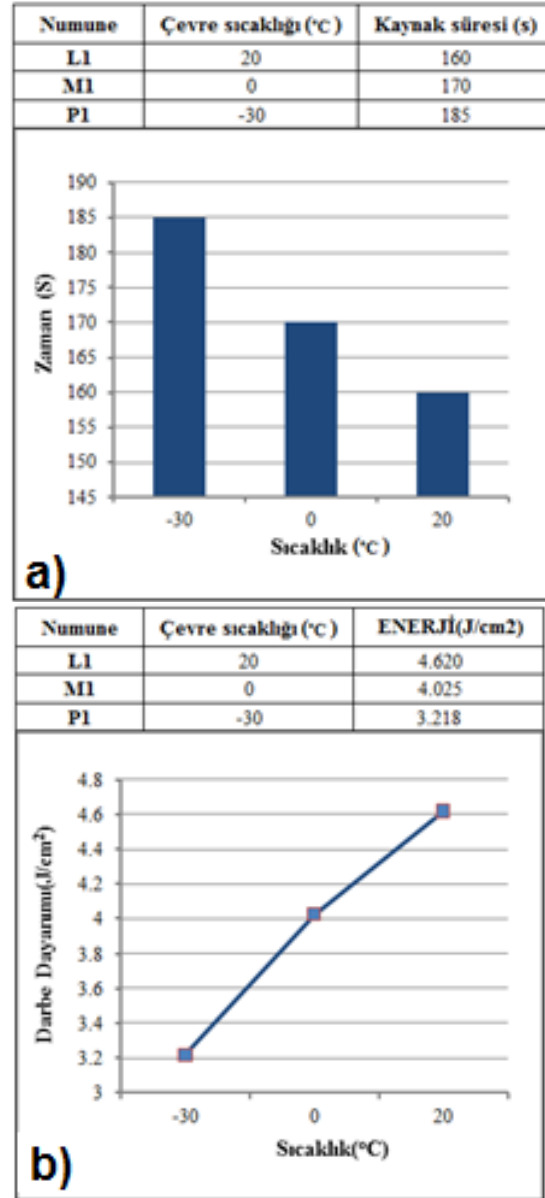 Numune Çevre sıcaklığı (°C) Kaynak süresi (s)
L1 20 160
M1 0 170
P1 -30 185
190
185
180
175
170
165
160
155
150
145
Zaman (S)
-30 0 20
Sıcaklık (°C)
a)
Numune Çevre sıcaklığı (°C) ENERJİ(J/cm2)
L1 20 4.620
M1 0 4.025
P1 -30 3.218
4.8
4.6
4.4
4.2
4
3.8
3.6
3.4
3.2
3
Darbe Dayarumı(J/cm²)
-30 0 20
Sıcaklık(°C)
b)